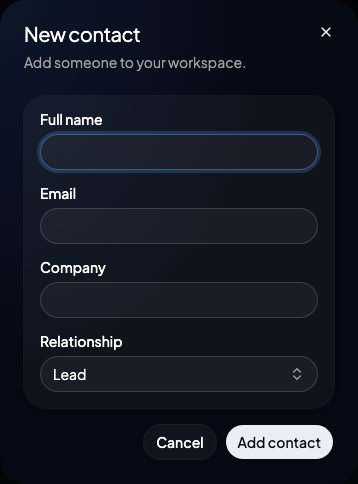 New contact
Add someone to your workspace.
Full name
Email
Company
Relationship
Lead
Cancel
Add contact